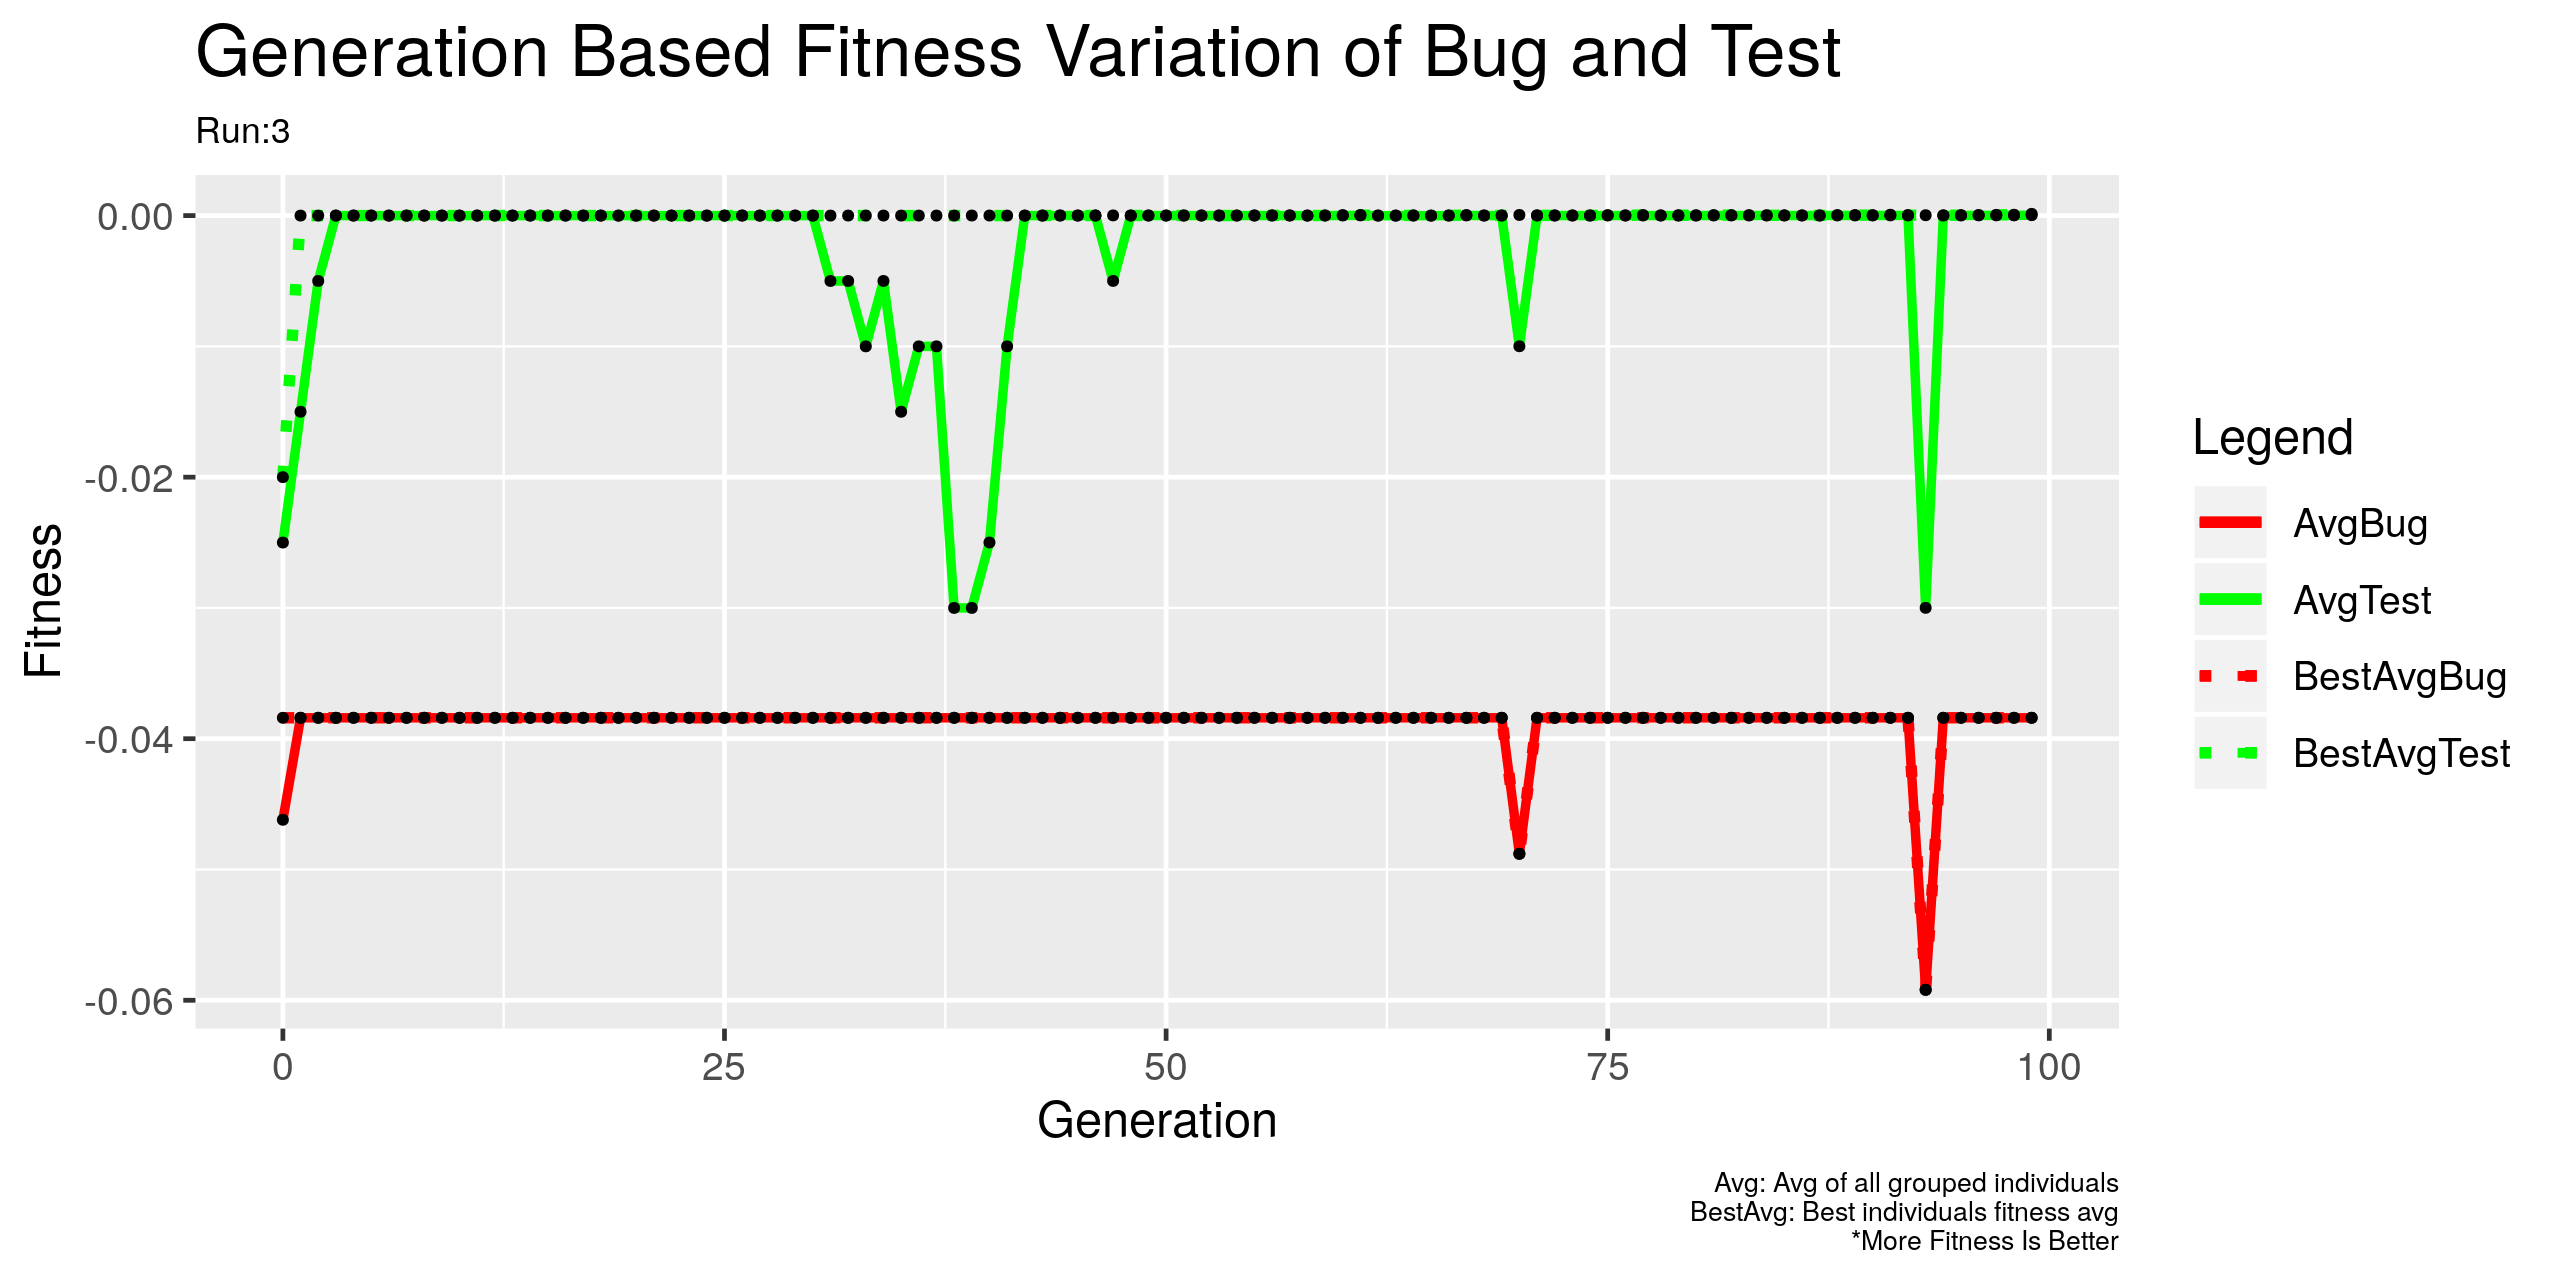 Generation Based Fitness Variation of Bug and Test
Run:3
0.00
-0.02
-0.04
-0.06
Fitness
0 25 50 75 100
Generation
Legend
AvgBug
AvgTest
BestAvgBug
BestAvgTest
Avg: Avg of all grouped individuals
BestAvg: Best individuals fitness avg
*More Fitness Is Better